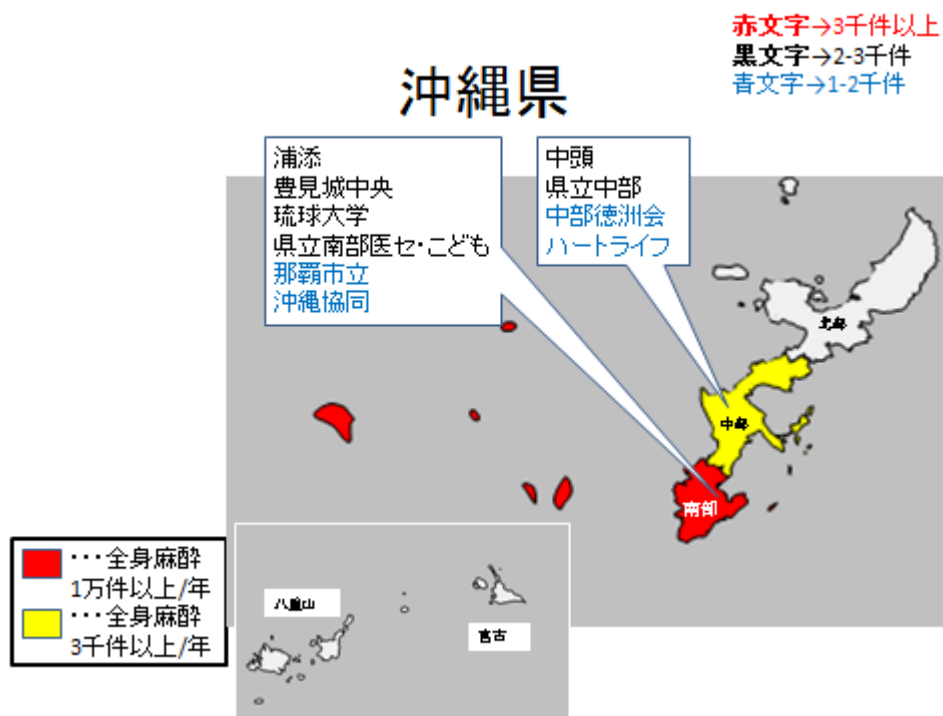 赤文字→3千件以上
黒文字→2-3千件
青文字→1-2千件
沖縄県
浦添
豊見城中央
琉球大学
県立南部医セ・こども
那覇市立
沖縄協同
中頭
県立中部
中部徳洲会
ハートライフ
北部
中部
南部
八重山
宮古
・・・全身麻酔
1万件以上/年
・・・全身麻酔
3千件以上/年